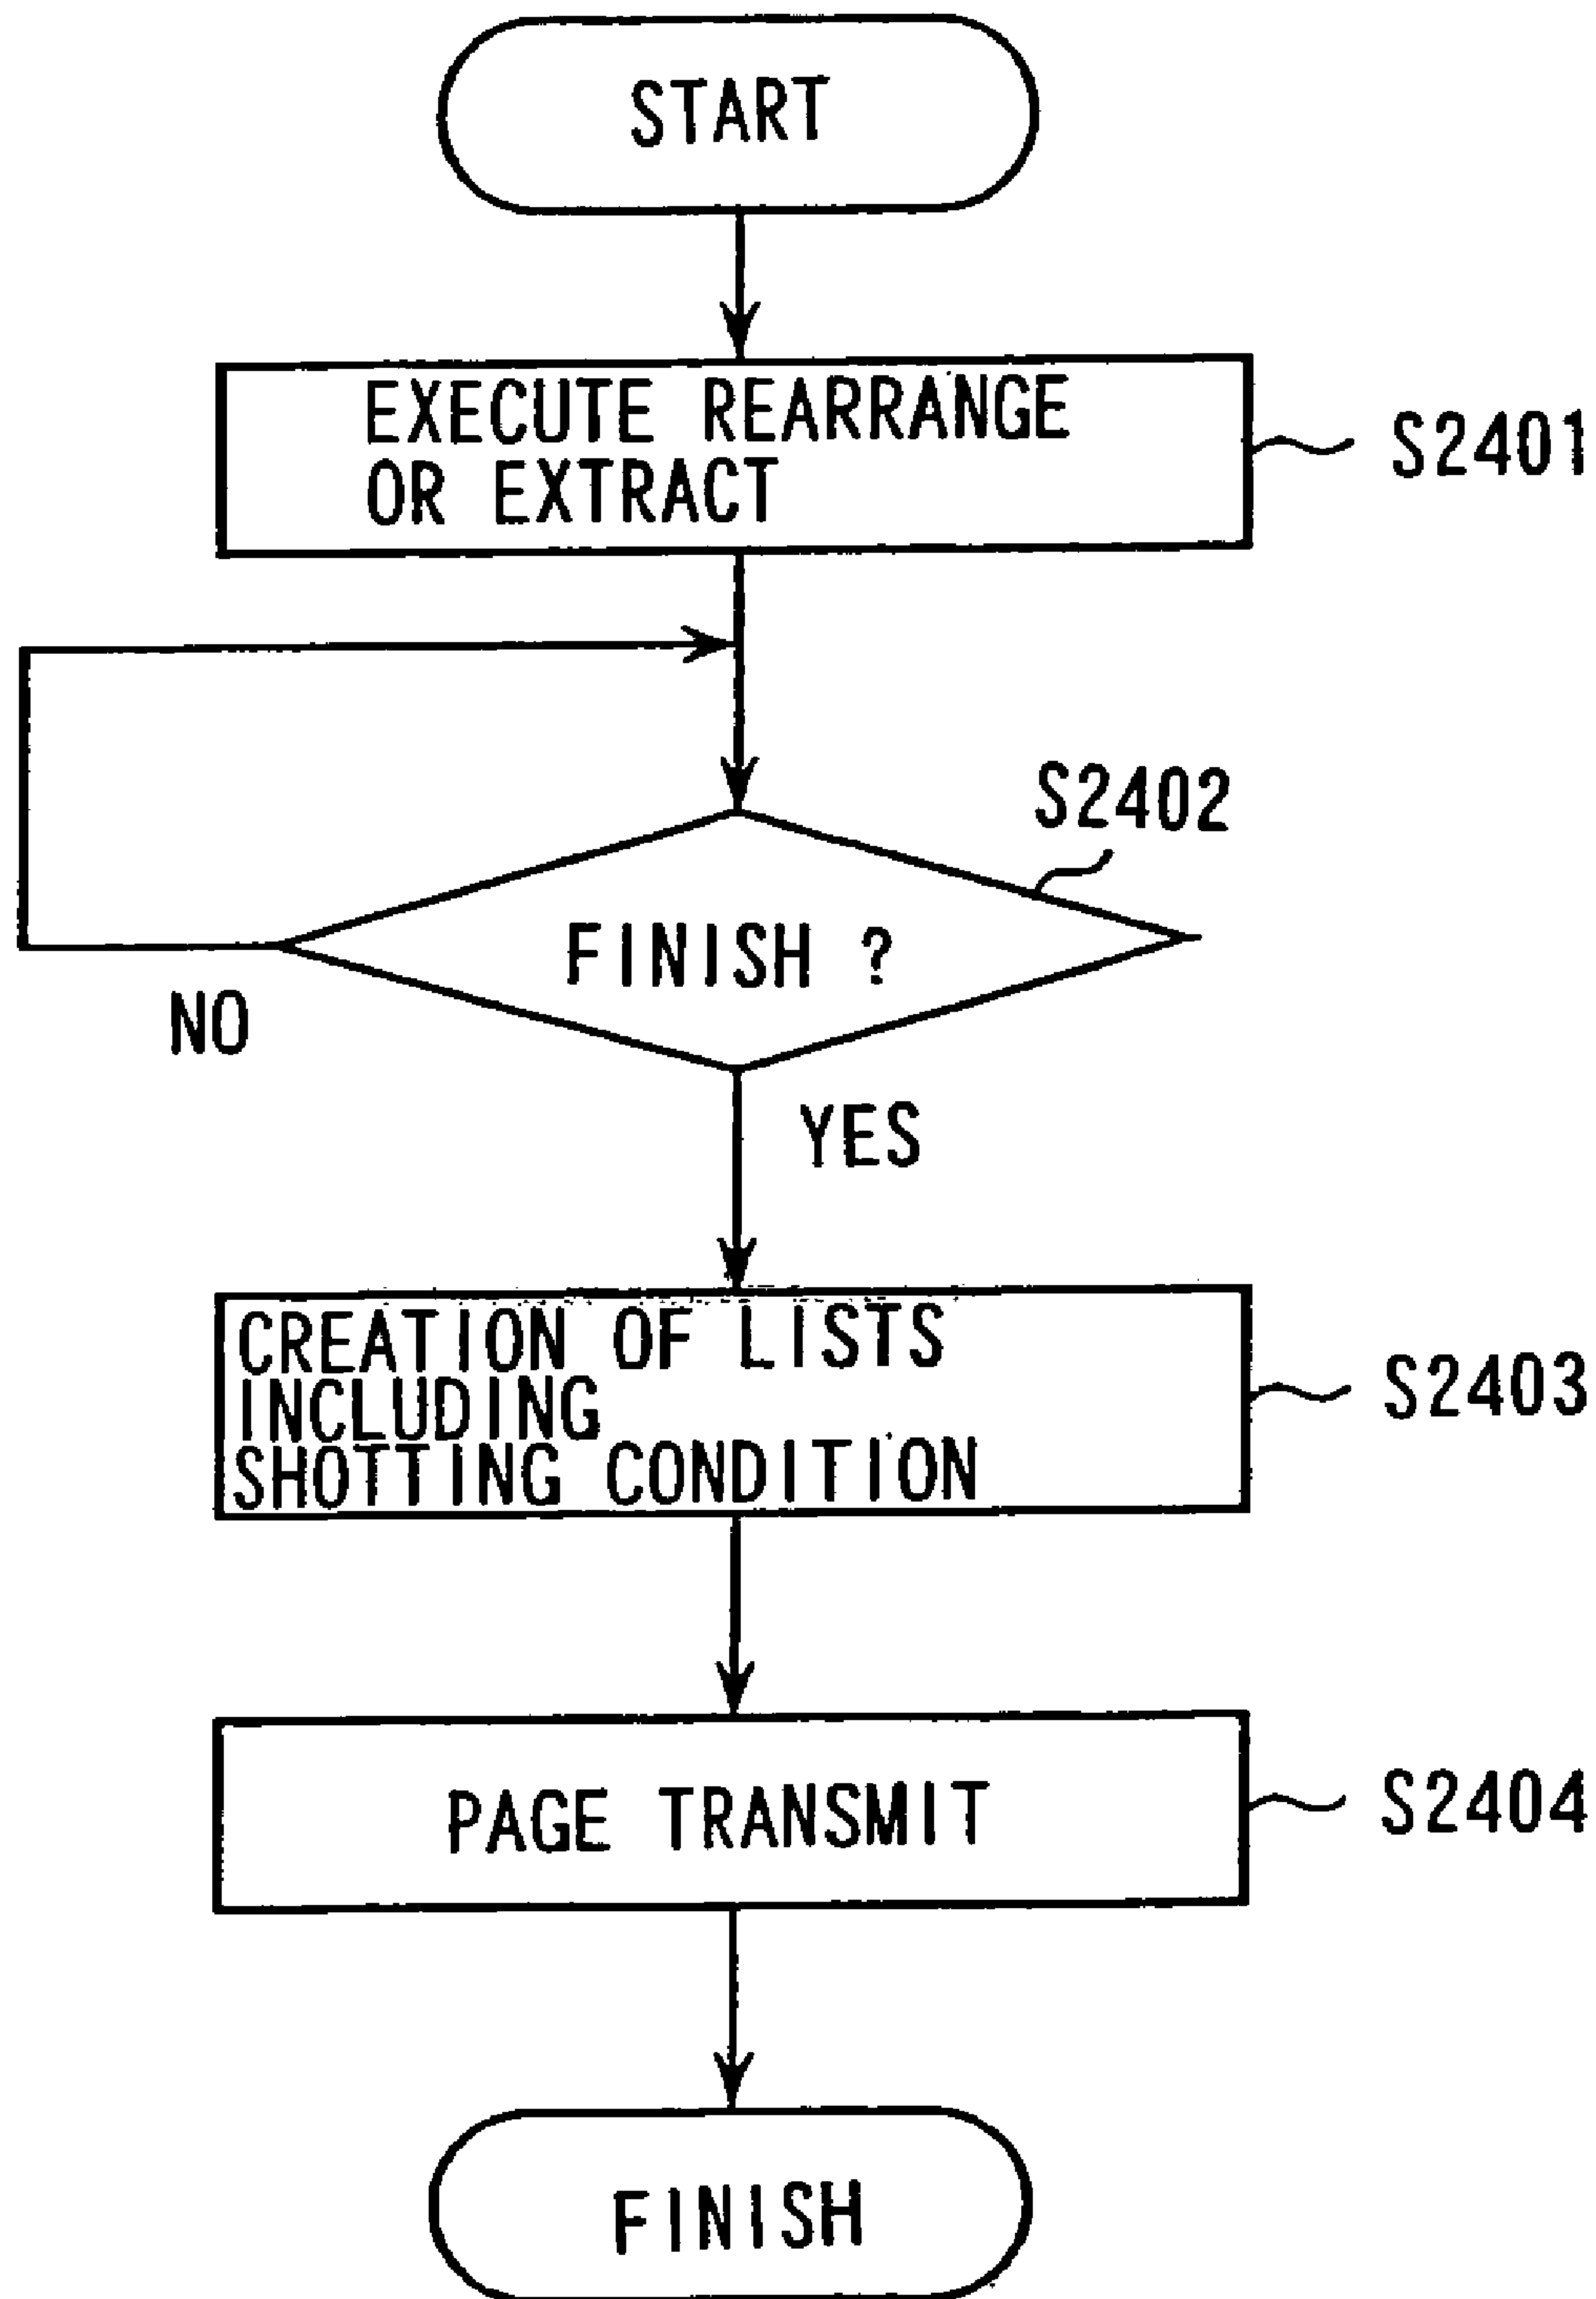 START
EXECUTE REARRANGE
OR EXTRACT
S2401
S2402
FINISH ?
NO
YES
CREATION OF LISTS
INCLUDING
SHOTTING CONDITION
S2403
PAGE TRANSMIT
S2404
FINISH